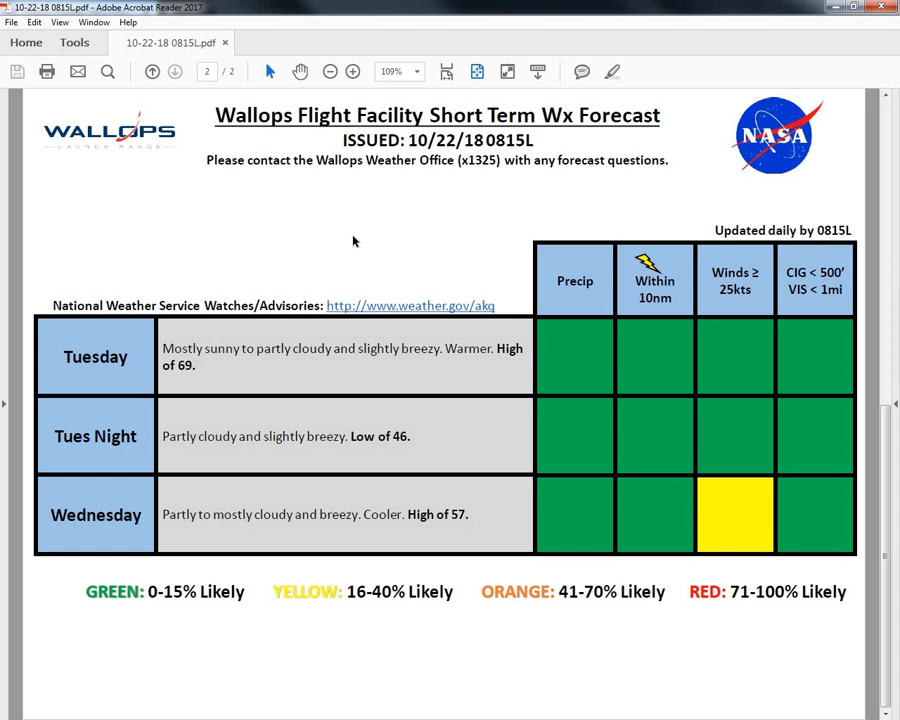 10-22-18 0815L.pdf - Adobe Acrobat Reader 2017
File Edit View Window Help
Home Tools 10-22-18 0815L.pdf ×
2 / 2 109%
WALLOPS
LAUNCH RANGE
Wallops Flight Facility Short Term Wx Forecast
ISSUED: 10/22/18 0815L
Please contact the Wallops Weather Office (x1325) with any forecast questions.
NASA
Updated daily by 0815L
National Weather Service Watches/Advisories: http://www.weather.gov/akq
Precip
Within
10nm
Winds ≥
25kts
CIG < 500’
VIS < 1mi
Tuesday
Mostly sunny to partly cloudy and slightly breezy. Warmer. High
of 69.
Tues Night
Partly cloudy and slightly breezy. Low of 46.
Wednesday
Partly to mostly cloudy and breezy. Cooler. High of 57.
GREEN: 0-15% Likely YELLOW: 16-40% Likely ORANGE: 41-70% Likely RED: 71-100% Likely